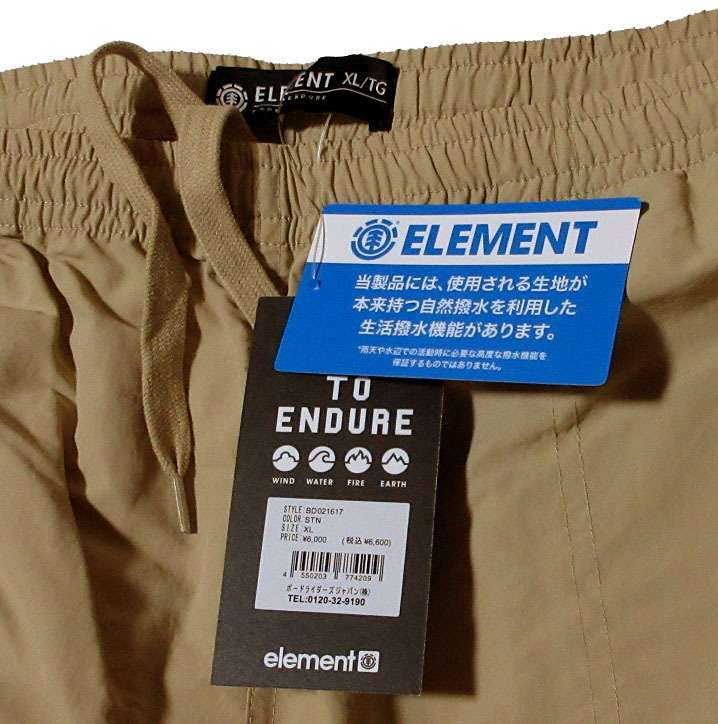 ELEMENT XL/TG
ENDURE
ELEMENT
当製品には、使用される生地が
本来持つ自然撥水を利用した
生活撥水機能があります。
*雨天や水辺での活動時に必要な高度な撥水機能を
保証するものではありません。
TO
ENDURE
WIND WATER FIRE EARTH
STYLE: BD021617
COLOR: STN
SIZE: XL
PRICE: ¥6,000 (税込 ¥6,600)
4 550203 774209
ボードライダーズジャパン(株)
TEL:0120-32-9190
element